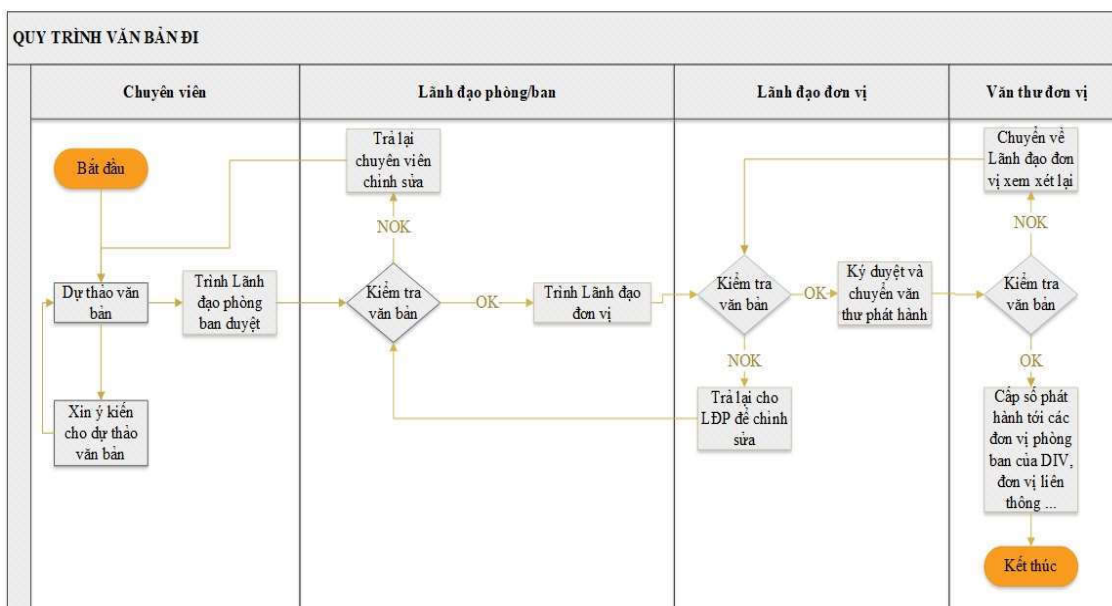 QUY TRÌNH VĂN BẢN ĐI
Chuyên viên
Lãnh đạo phòng/ban
Lãnh đạo đơn vị
Văn thư đơn vị
Bắt đầu
Trả lại
chuyên viên
chỉnh sửa
Chuyển về
Lãnh đạo đơn
vị xem xét lại
NOK
NOK
Dự thảo văn
bản
Trình Lãnh
đạo phòng
ban duyệt
Kiểm tra
văn bản
OK
Trình Lãnh đạo
đơn vị
Kiểm tra
văn bản
OK
Ký duyệt và
chuyển văn
thư phát hành
Kiểm tra
văn bản
NOK
OK
Xin ý kiến
cho dự thảo
văn bản
Trả lại cho
LĐP để chỉnh
sửa
Cấp số phát
hành tới các
đơn vị phòng
ban của DIV,
đơn vị liên
thông ...
Kết thúc